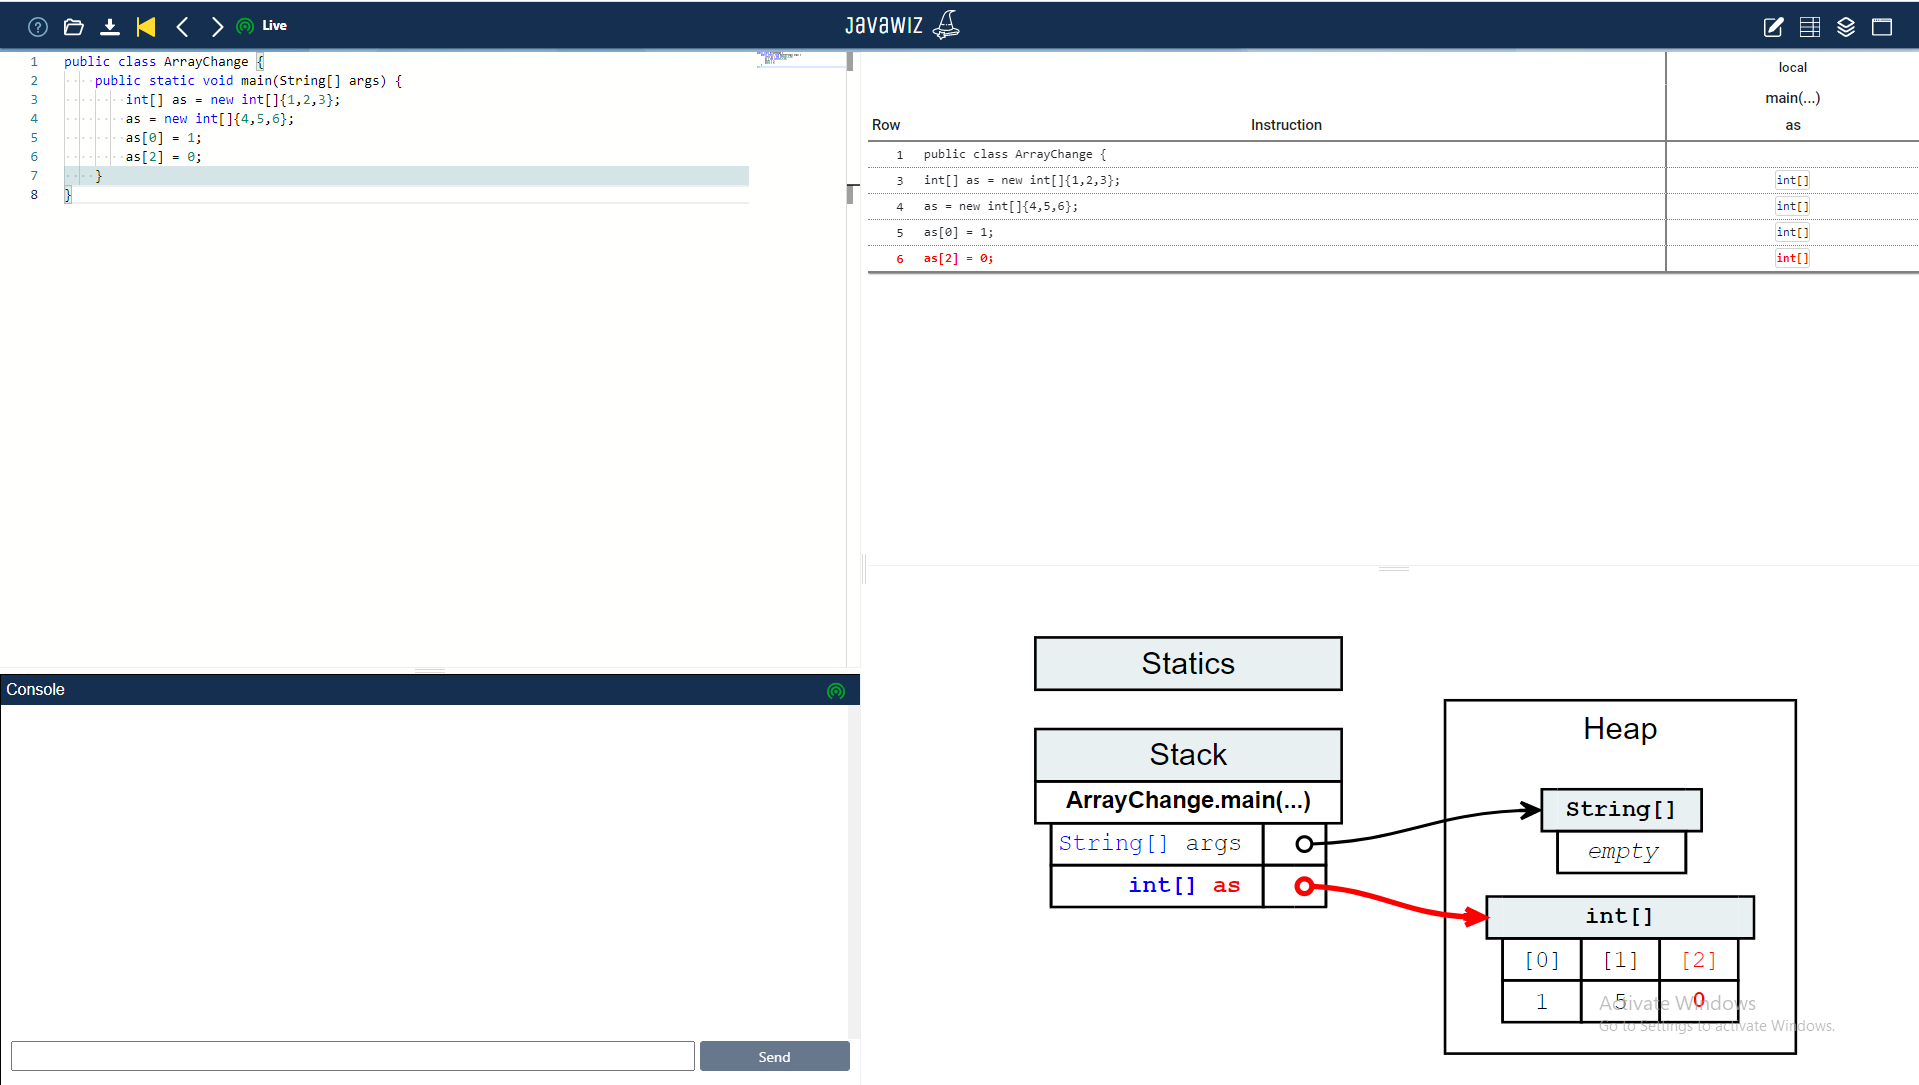 Live
JavaWIZ
1 public class ArrayChange {
2 public static void main(String[] args) {
3 int[] as = new int[]{1,2,3};
4 as = new int[]{4,5,6};
5 as[0] = 1;
6 as[2] = 0;
7 }
8 }
Console
Send
local
main(...)
Row Instruction as
1 public class ArrayChange {
3 int[] as = new int[]{1,2,3}; int[]
4 as = new int[]{4,5,6}; int[]
5 as[0] = 1; int[]
6 as[2] = 0; int[]
Statics
Stack
ArrayChange.main(...)
String[] args
int[] as
Heap
String[]
empty
int[]
[0] [1] [2]
1 5 0
Activate Windows
Go to Settings to activate Windows.